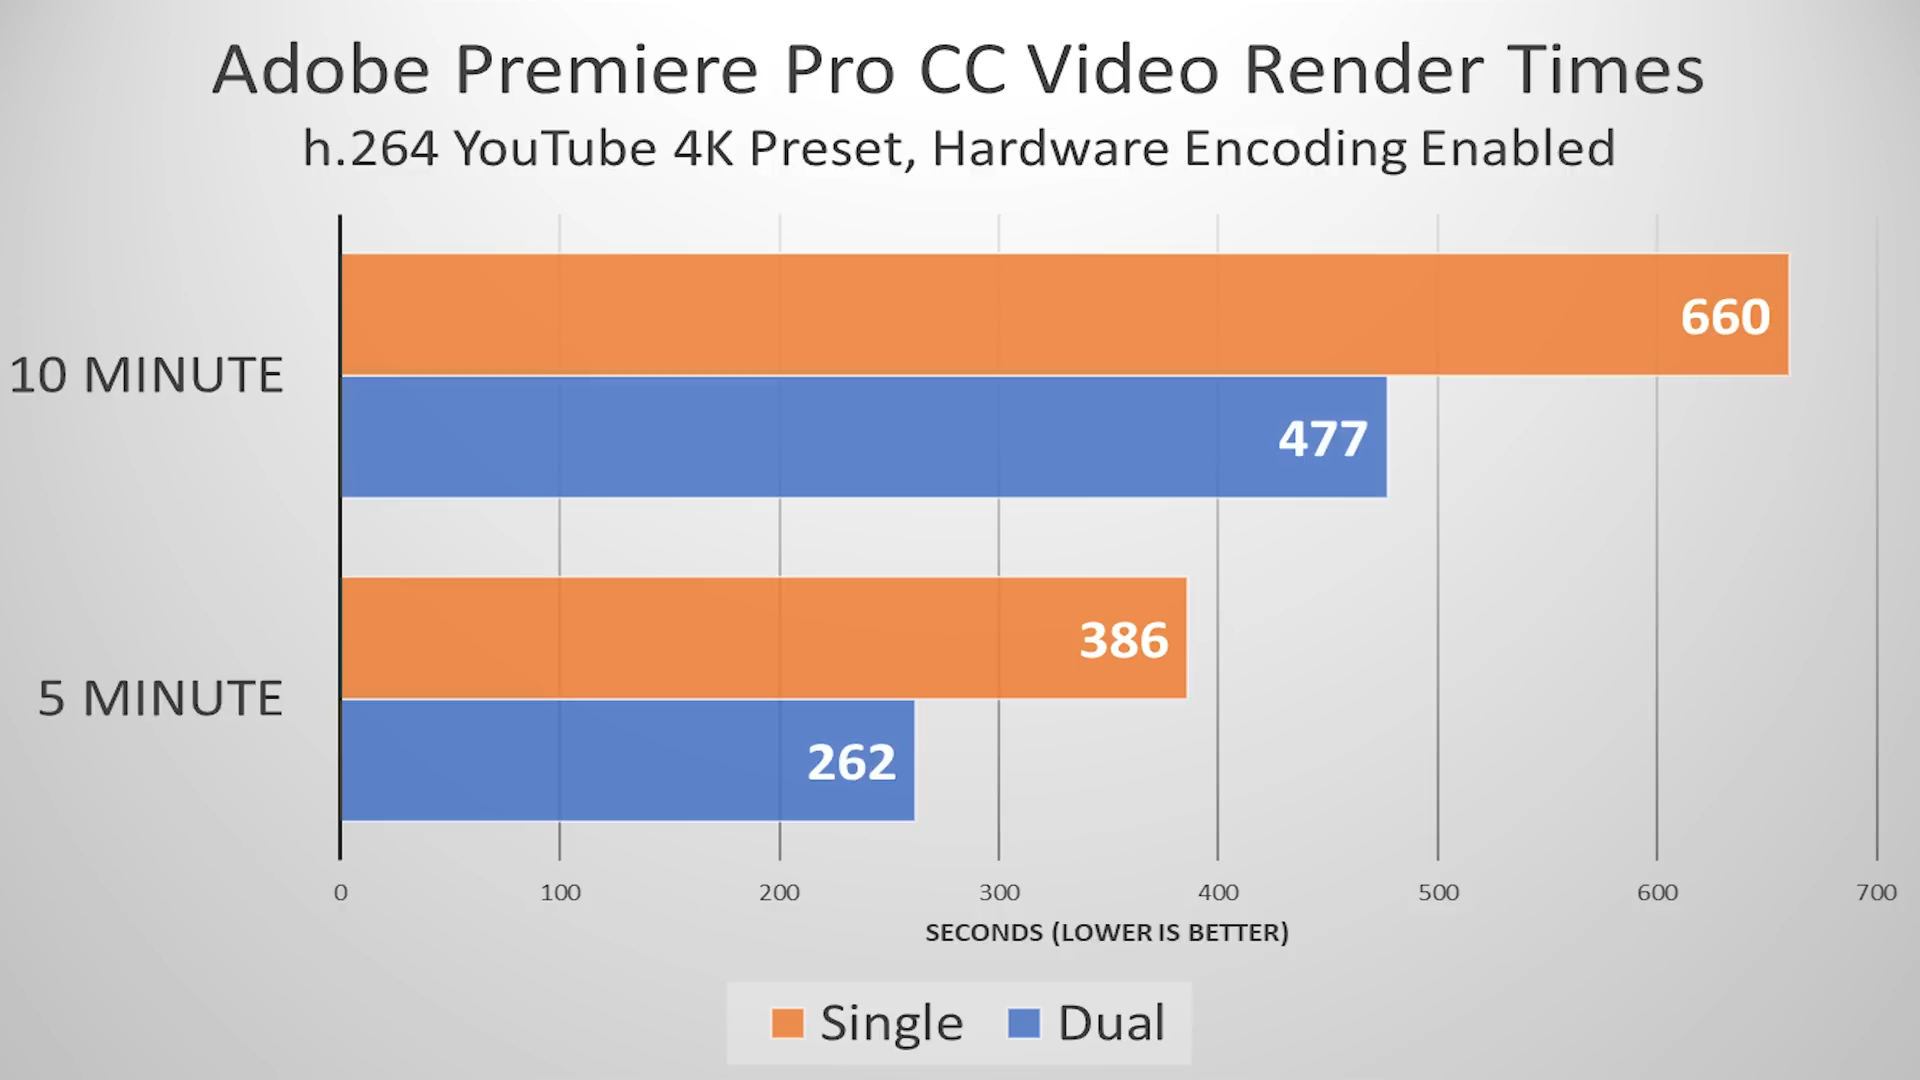 Adobe Premiere Pro CC Video Render Times
h.264 YouTube 4K Preset, Hardware Encoding Enabled
10 MINUTE
660
477
5 MINUTE
386
262
0 100 200 300 400 500 600 700
SECONDS (LOWER IS BETTER)
Single Dual